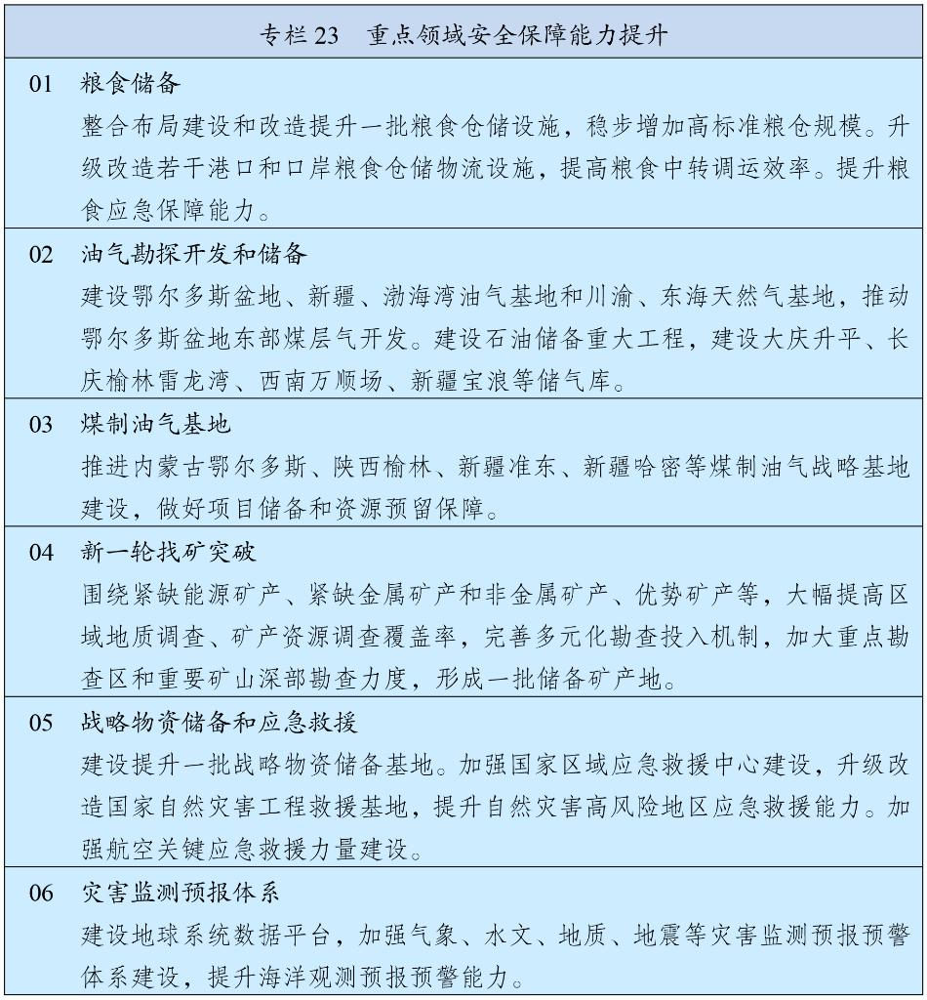 专栏 23　重点领域安全保障能力提升
01　粮食储备
整合布局建设和改造提升一批粮食仓储设施，稳步增加高标准粮仓规模。升
级改造若干港口和口岸粮食仓储物流设施，提高粮食中转调运效率。提升粮
食应急保障能力。
02　油气勘探开发和储备
建设鄂尔多斯盆地、新疆、渤海湾油气基地和川渝、东海天然气基地，推动
鄂尔多斯盆地东部煤层气开发。建设石油储备重大工程，建设大庆升平、长
庆榆林雷龙湾、西南万顺场、新疆宝浪等储气库。
03　煤制油气基地
推进内蒙古鄂尔多斯、陕西榆林、新疆准东、新疆哈密等煤制油气战略基地
建设，做好项目储备和资源预留保障。
04　新一轮找矿突破
围绕紧缺能源矿产、紧缺金属矿产和非金属矿产、优势矿产等，大幅提高区
域地质调查、矿产资源调查覆盖率，完善多元化勘查投入机制，加大重点勘
查区和重要矿山深部勘查力度，形成一批储备矿产地。
05　战略物资储备和应急救援
建设提升一批战略物资储备基地。加强国家区域应急救援中心建设，升级改
造国家自然灾害工程救援基地，提升自然灾害高风险地区应急救援能力。加
强航空关键应急救援力量建设。
06　灾害监测预报体系
建设地球系统数据平台，加强气象、水文、地质、地震等灾害监测预报预警
体系建设，提升海洋观测预报预警能力。